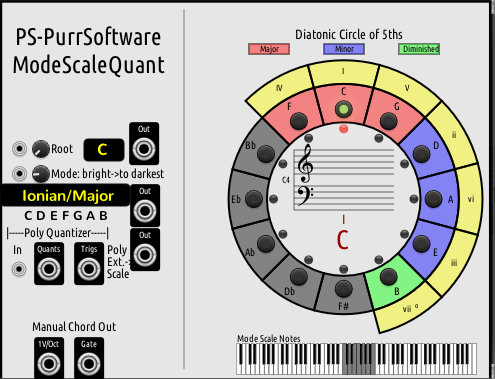 PS-PurrSoftware
ModeScaleQuant
Out
Root
C
Mode: bright->to darkest
Ionian/Major
Out
C D E F G A B
|-----Poly Quantizer-----|
Out
In
Quants
Trigs
Poly
Ext.->
Scale
Manual Chord Out
1V/Oct
Gate
Diatonic Circle of 5ths
Major
Minor
Diminished
IV
I
V
ii
vi
iii
vii °
F
C
G
D
A
E
B
F#
Db
Ab
Eb
Bb
C4
I
C
Mode Scale Notes